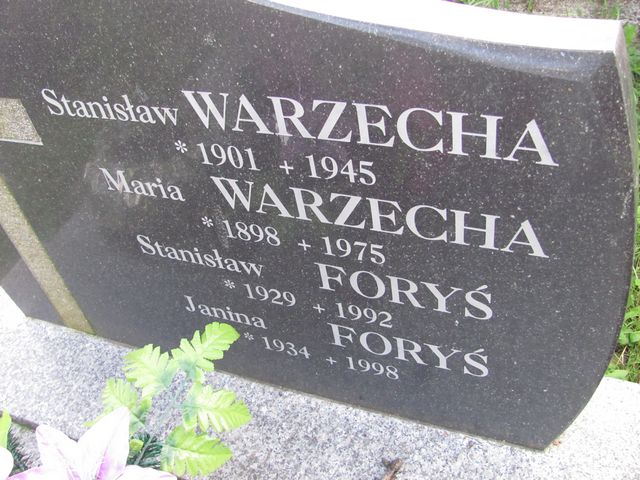 Stanisław WARZECHA
* 1901 + 1945
Maria WARZECHA
* 1898 + 1975
Stanisław FORYŚ
* 1929 + 1992
Janina FORYŚ
* 1934 + 1998